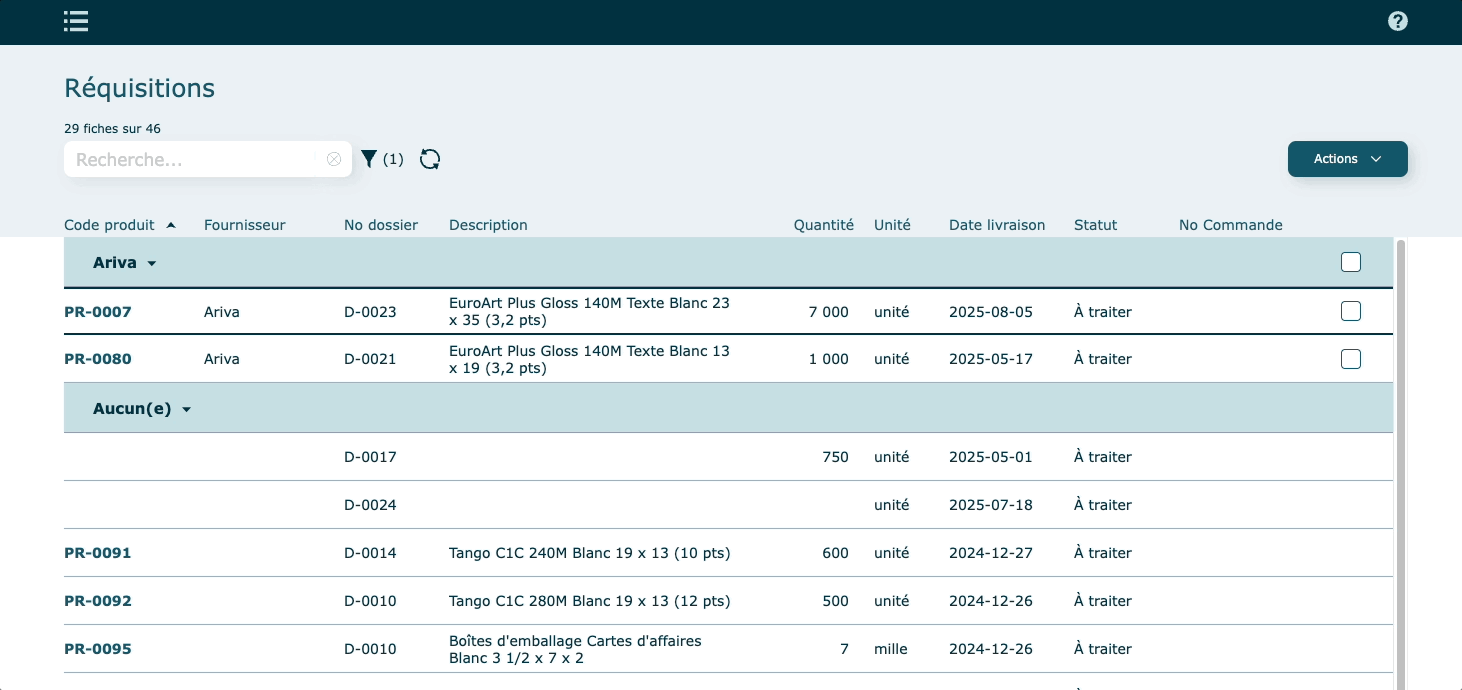 Réquisitions
29 fiches sur 46
Recherche...
(1)
Actions
Code produit Fournisseur No dossier Description Quantité Unité Date livraison Statut No Commande
Ariva
PR-0007 Ariva D-0023 EuroArt Plus Gloss 140M Texte Blanc 23 7 000 unité 2025-08-05 À traiter
x 35 (3,2 pts)
PR-0080 Ariva D-0021 EuroArt Plus Gloss 140M Texte Blanc 13 1 000 unité 2025-05-17 À traiter
x 19 (3,2 pts)
Aucun(e)
D-0017 750 unité 2025-05-01 À traiter
D-0024 unité 2025-07-18 À traiter
PR-0091 D-0014 Tango C1C 240M Blanc 19 x 13 (10 pts) 600 unité 2024-12-27 À traiter
PR-0092 D-0010 Tango C1C 280M Blanc 19 x 13 (12 pts) 500 unité 2024-12-26 À traiter
PR-0095 D-0010 Boîtes d'emballage Cartes d'affaires 7 mille 2024-12-26 À traiter
Blanc 3 1/2 x 7 x 2